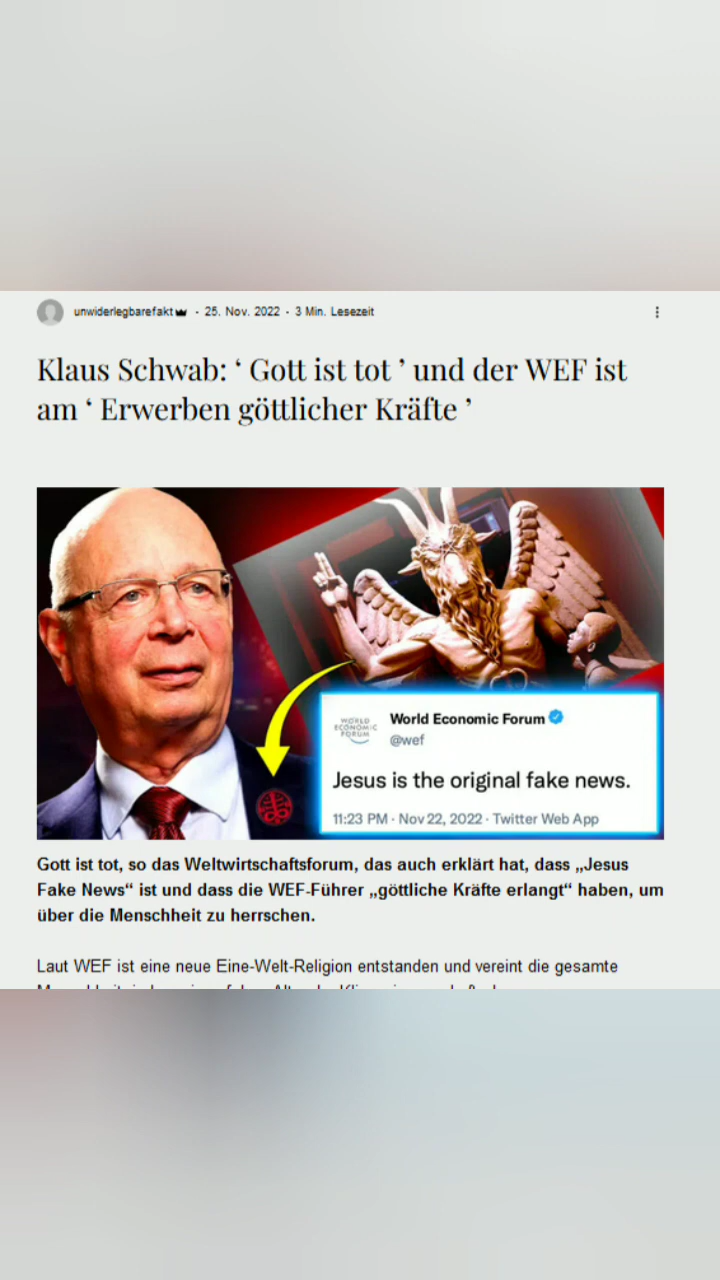 unwiderlegbarefakt · 25. Nov. 2022 · 3 Min. Lesezeit
Klaus Schwab: ‘ Gott ist tot ’ und der WEF ist
am ‘ Erwerben göttlicher Kräfte ’
WORLD
ECONOMIC
FORUM
World Economic Forum
@wef
Jesus is the original fake news.
11:23 PM · Nov 22, 2022 · Twitter Web App
Gott ist tot, so das Weltwirtschaftsforum, das auch erklärt hat, dass „Jesus
Fake News“ ist und dass die WEF-Führer „göttliche Kräfte erlangt“ haben, um
über die Menschheit zu herrschen.
Laut WEF ist eine neue Eine-Welt-Religion entstanden und vereint die gesamte